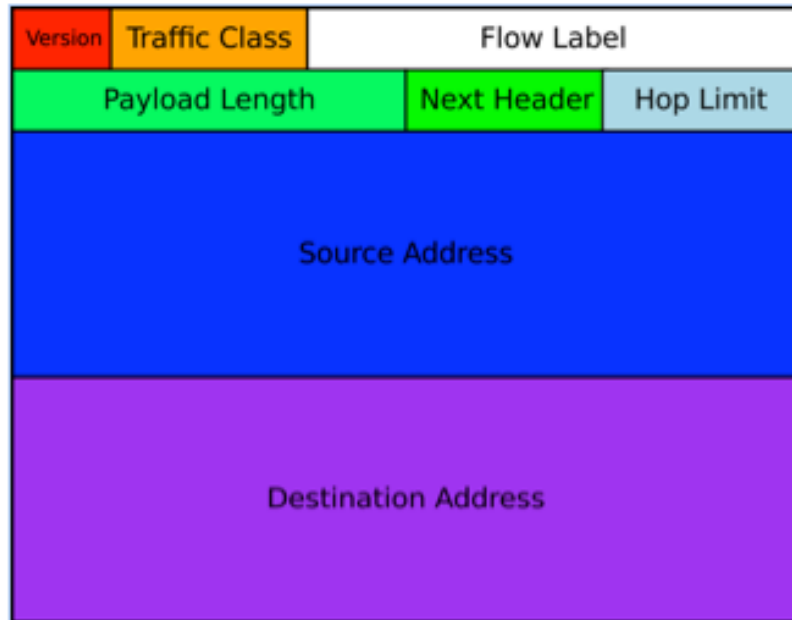 Version Traffic Class Flow Label
Payload Length Next Header Hop Limit
Source Address
Destination Address